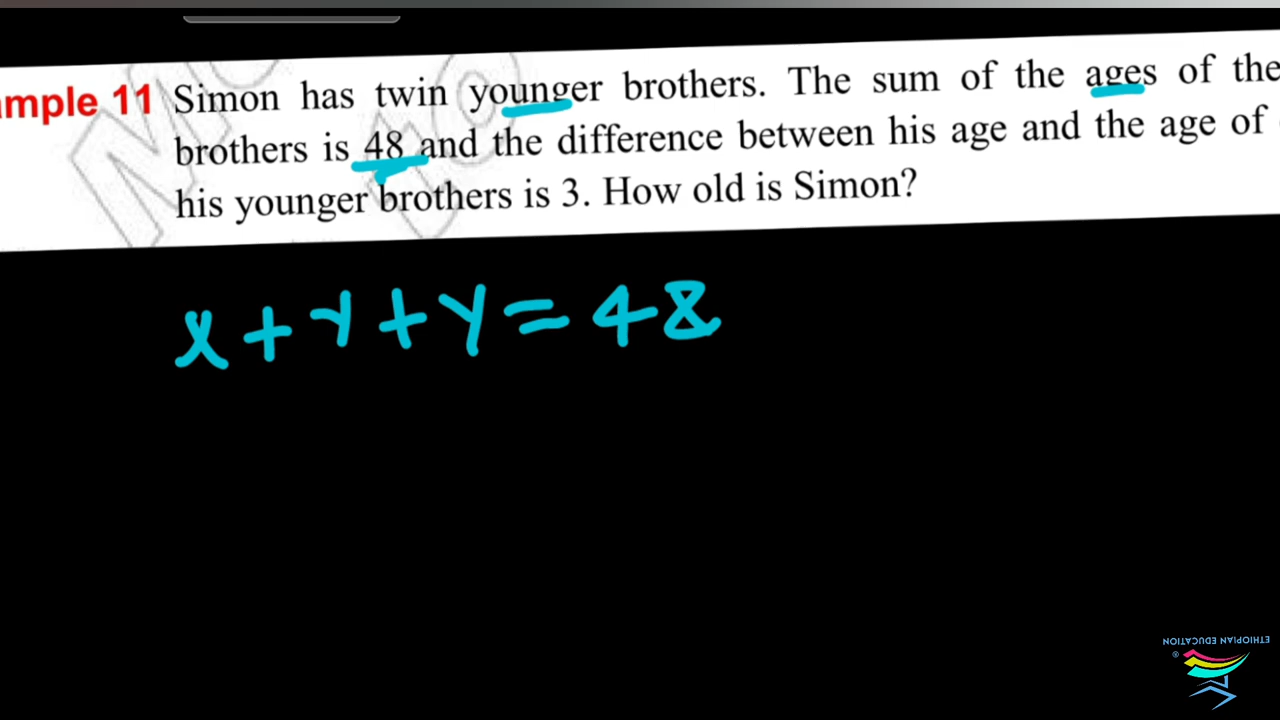 mple 11 Simon has twin younger brothers. The sum of the ages of the
brothers is 48 and the difference between his age and the age of
his younger brothers is 3. How old is Simon?
x + y + y = 48
ETHIOPIAN EDUCATION
®